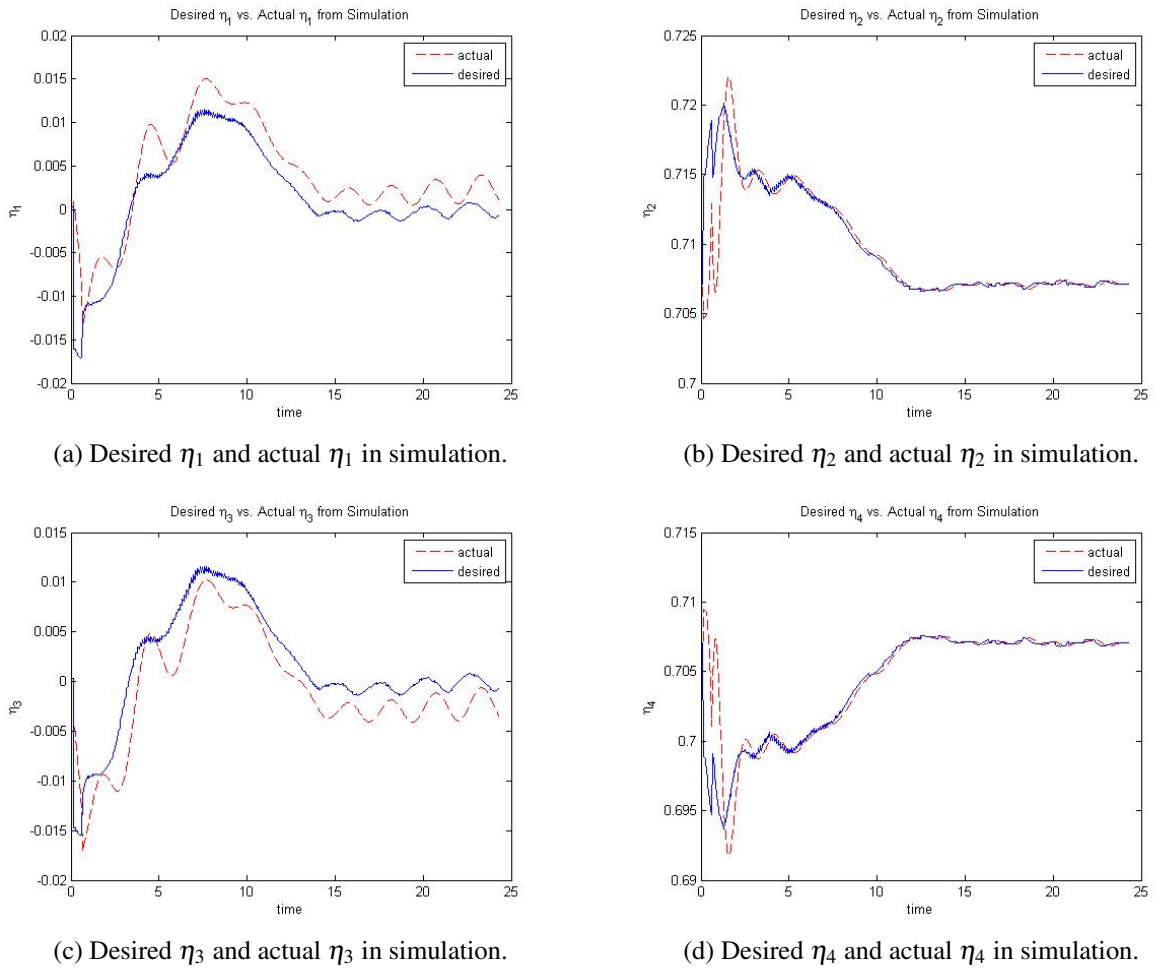 Desired η1 vs. Actual η1 from Simulation
0.02
0.015
0.01
0.005
0
-0.005
-0.01
-0.015
-0.02
η1
actual
desired
0 5 10 15 20 25
time
(a) Desired η1 and actual η1 in simulation.
Desired η2 vs. Actual η2 from Simulation
0.725
0.72
0.715
0.71
0.705
0.7
η2
actual
desired
0 5 10 15 20 25
time
(b) Desired η2 and actual η2 in simulation.
Desired η3 vs. Actual η3 from Simulation
0.015
0.01
0.005
0
-0.005
-0.01
-0.015
-0.02
η3
actual
desired
0 5 10 15 20 25
time
(c) Desired η3 and actual η3 in simulation.
Desired η4 vs. Actual η4 from Simulation
0.715
0.71
0.705
0.7
0.695
0.69
η4
actual
desired
0 5 10 15 20 25
time
(d) Desired η4 and actual η4 in simulation.